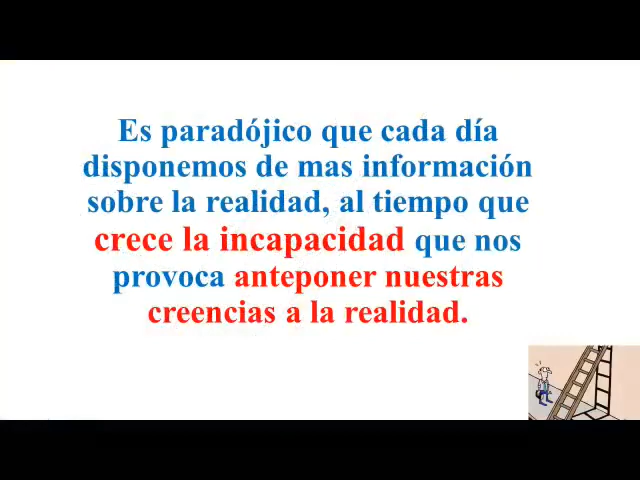 Es paradójico que cada día
disponemos de mas información
sobre la realidad, al tiempo que
crece la incapacidad que nos
provoca anteponer nuestras
creencias a la realidad.